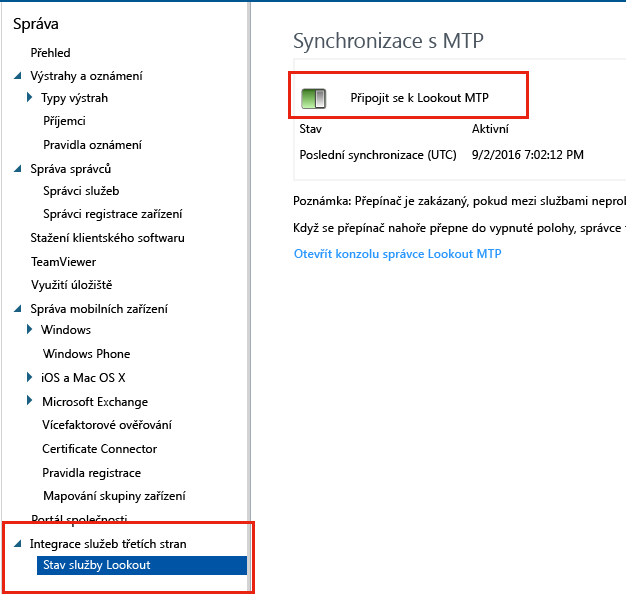 Správa
Přehled
Výstrahy a oznámení
Typy výstrah
Příjemci
Pravidla oznámení
Správa správců
Správci služeb
Správci registrace zařízení
Stažení klientského softwaru
TeamViewer
Využití úložiště
Správa mobilních zařízení
Windows
Windows Phone
iOS a Mac OS X
Microsoft Exchange
Vícefaktorové ověřování
Certificate Connector
Pravidla registrace
Mapování skupiny zařízení
Portál společnosti
Integrace služeb třetích stran
Stav služby Lookout
Synchronizace s MTP
Připojit se k Lookout MTP
Stav Aktivní
Poslední synchronizace (UTC) 9/2/2016 7:02:12 PM
Poznámka: Přepínač je zakázaný, pokud mezi službami neprol
Když se přepínač nahoře přepne do vypnuté polohy, správce
Otevřít konzolu správce Lookout MTP